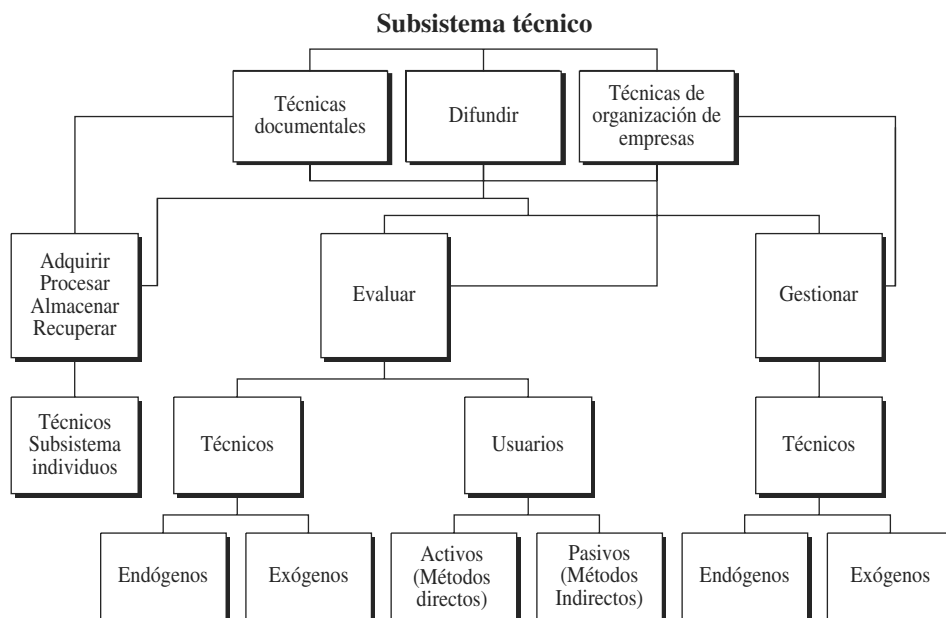 Subsistema técnico
Técnicas
documentales
Difundir
Técnicas de
organización de
empresas
Adquirir
Procesar
Almacenar
Recuperar
Evaluar
Gestionar
Técnicos
Subsistema
individuos
Técnicos
Usuarios
Técnicos
Endógenos
Exógenos
Activos
(Métodos
directos)
Pasivos
(Métodos
Indirectos)
Endógenos
Exógenos